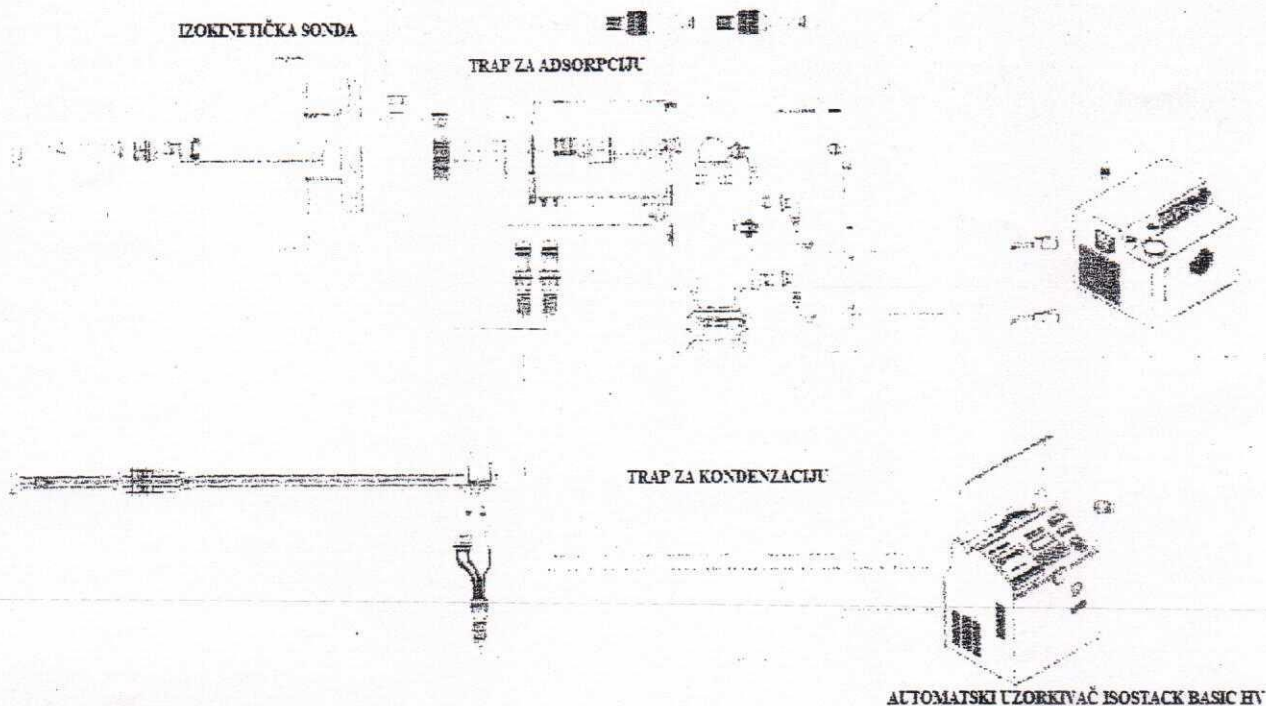 IZOKINETIČKA SONDA
TRAP ZA ADSORPCIJU
TRAP ZA KONDENZACIJU
AUTOMATSKI UZORKIVAČ ISOSTACK BASIC HV